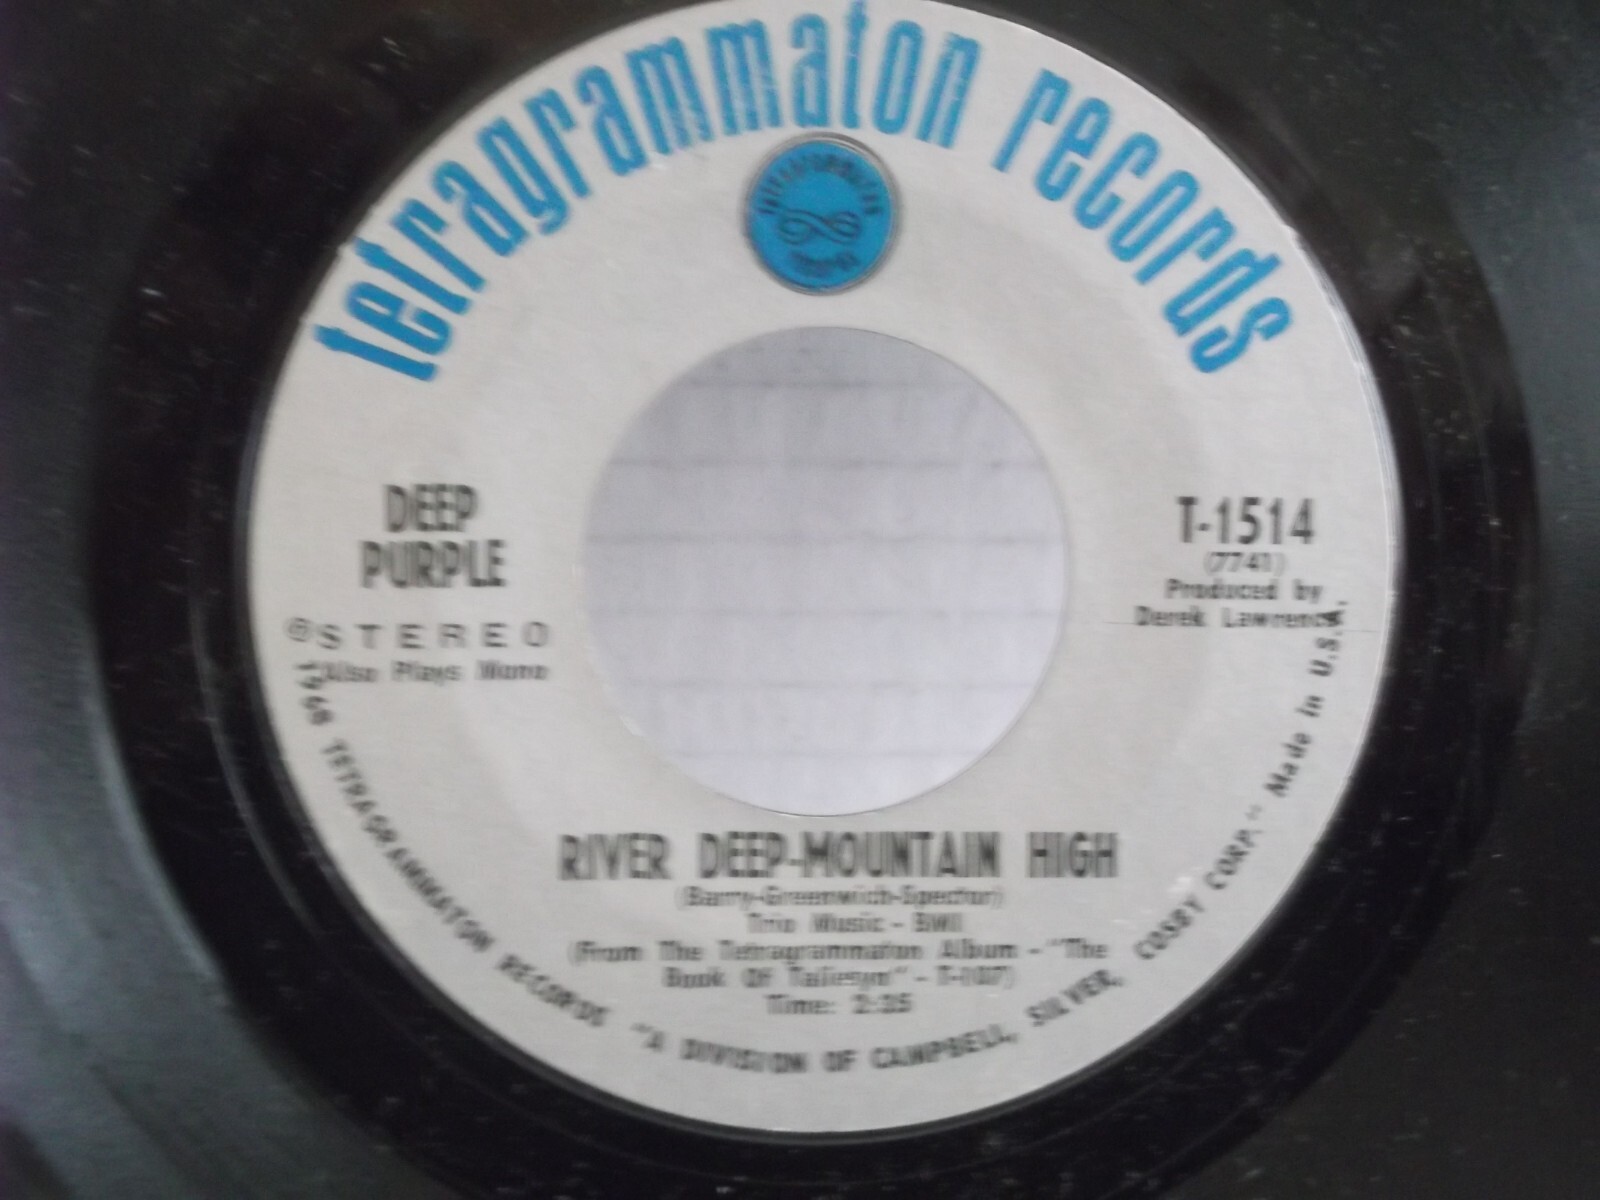 tetragrammaton records
DEEP
PURPLE
℗ STEREO
Also Plays Mono
T-1514
(7741)
Produced by
Derek Lawrence
RIVER DEEP-MOUNTAIN HIGH
(Barry-Greenwich-Spector)
Trio Music - BMI
(From The Tetragrammaton Album - "The
Book Of Taliesyn" - T-107)
Time: 2:35
TETRAGRAMMATON RECORDS "A DIVISION OF CAMPBELL, SILVER, COSBY CORP." Made in U.S.A.